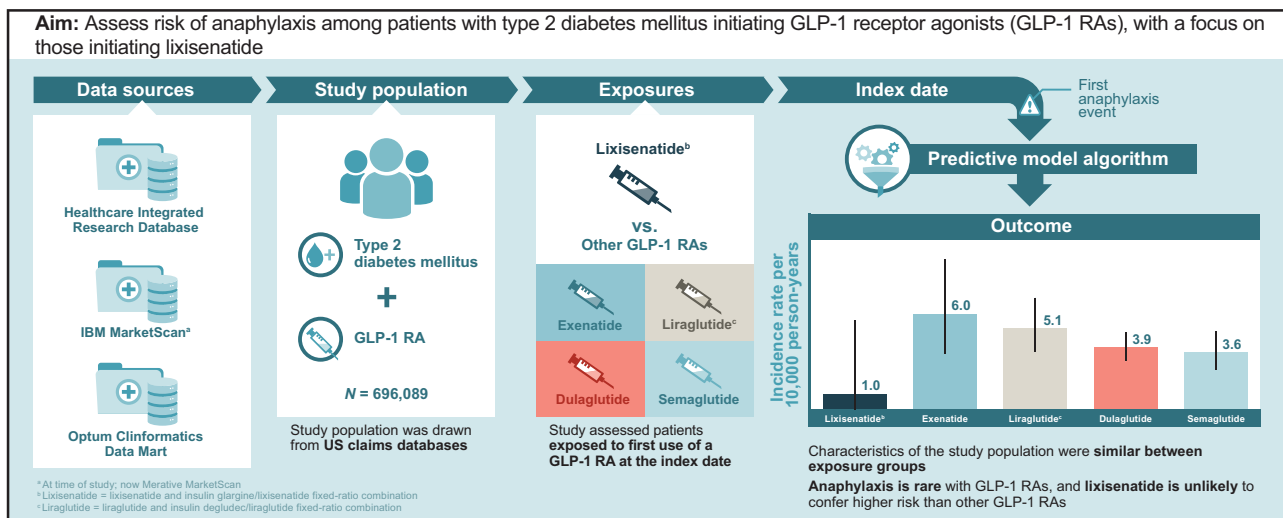 Aim: Assess risk of anaphylaxis among patients with type 2 diabetes mellitus initiating GLP-1 receptor agonists (GLP-1 RAs), with a focus on
those initiating lixisenatide
Data sources
Healthcare Integrated
Research Database
IBM MarketScanᵃ
Optum Clinformatics
Data Mart
Study population
Type 2
diabetes mellitus
+
GLP-1 RA
N = 696,089
Study population was drawn
from US claims databases
Exposures
Lixisenatideᵇ
vs.
Other GLP-1 RAs
Exenatide
Liraglutideᶜ
Dulaglutide
Semaglutide
Study assessed patients
exposed to first use of a
GLP-1 RA at the index date
Index date
First
anaphylaxis
event
Predictive model algorithm
Outcome
Incidence rate per
10,000 person-years
1.0
6.0
5.1
3.9
3.6
Lixisenatideᵇ
Exenatide
Liraglutideᶜ
Dulaglutide
Semaglutide
Characteristics of the study population were similar between
exposure groups
Anaphylaxis is rare with GLP-1 RAs, and lixisenatide is unlikely to
confer higher risk than other GLP-1 RAs
ᵃAt time of study; now Merative MarketScan
ᵇLixisenatide = lixisenatide and insulin glargine/lixisenatide fixed-ratio combination
ᶜLiraglutide = liraglutide and insulin degludec/liraglutide fixed-ratio combination